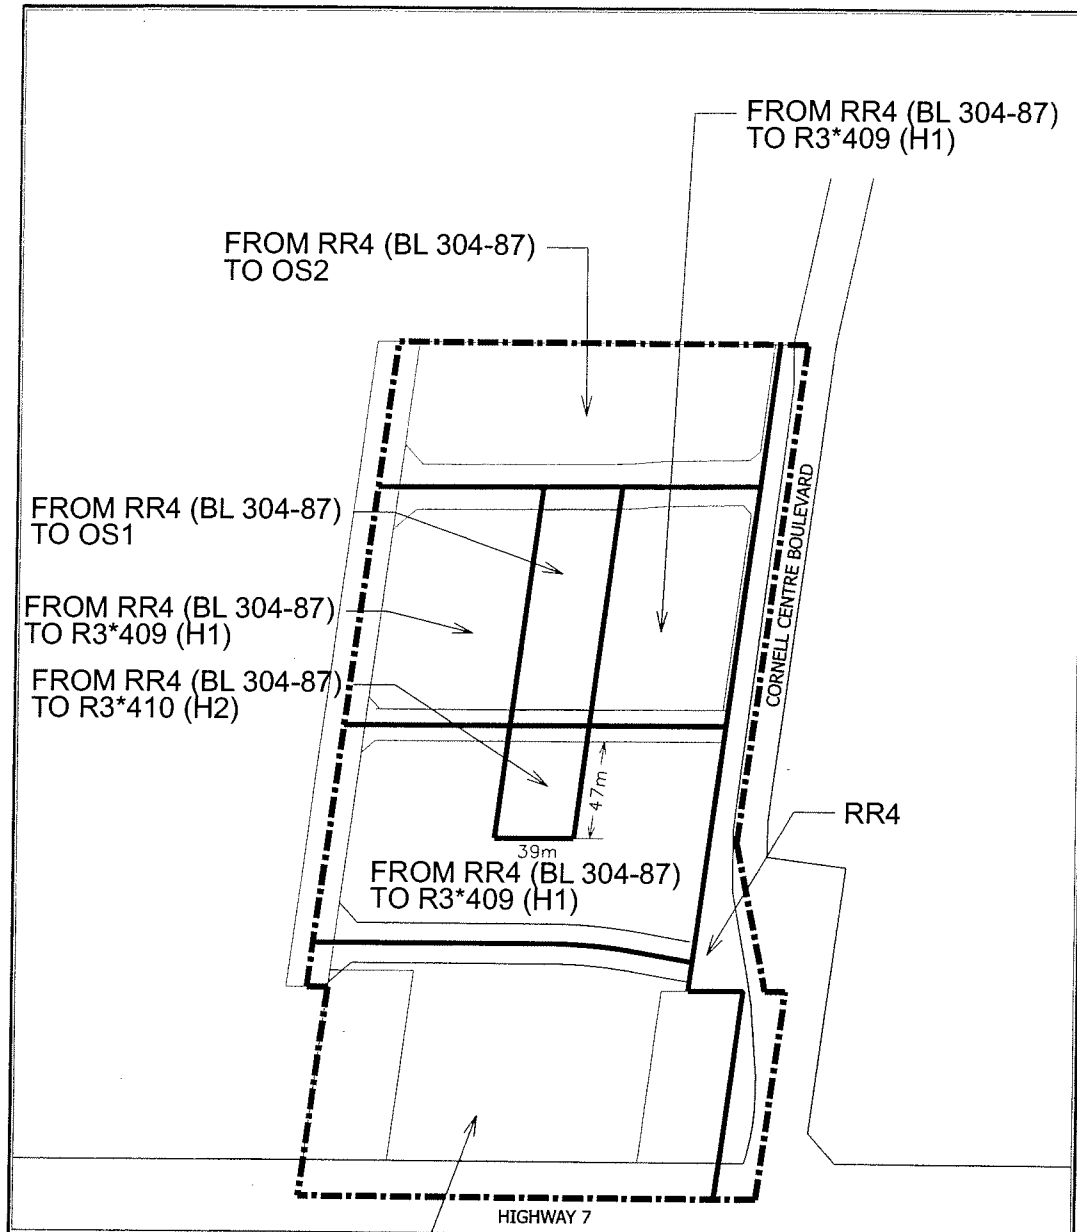 FROM RR4 (BL 304-87)
TO R3*409 (H1)
FROM RR4 (BL 304-87)
TO OS2
FROM RR4 (BL 304-87)
TO OS1
FROM RR4 (BL 304-87)
TO R3*409 (H1)
FROM RR4 (BL 304-87)
TO R3*410 (H2)
CORNELL CENTRE BOULEVARD
47m
RR4
39m
FROM RR4 (BL 304-87)
TO R3*409 (H1)
HIGHWAY 7